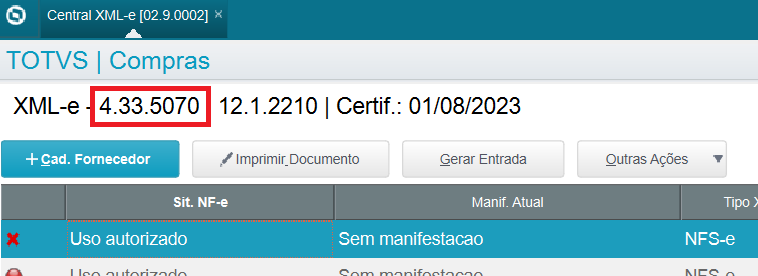 Central XML-e [02.9.0002] ×
TOTVS | Compras
XML-e - 4.33.5070 12.1.2210 | Certif.: 01/08/2023
+ Cad. Fornecedor Imprimir Documento Gerar Entrada Outras Ações
Sit. NF-e Manif. Atual Tipo X
Uso autorizado Sem manifestacao NFS-e
Uso autorizado Sem manifestacao NFS-e